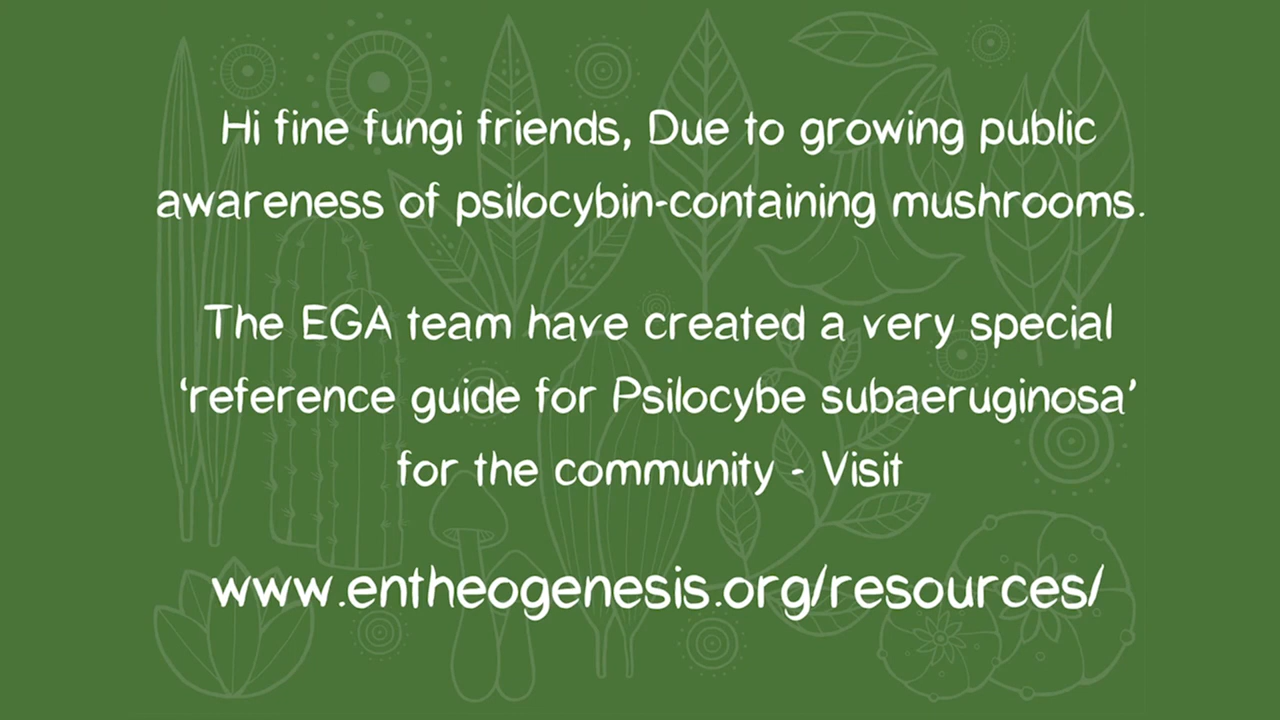 Hi fine fungi friends, Due to growing public
awareness of psilocybin-containing mushrooms.
The EGA team have created a very special
‘reference guide for Psilocybe subaeruginosa’
for the community - Visit
www.entheogenesis.org/resources/